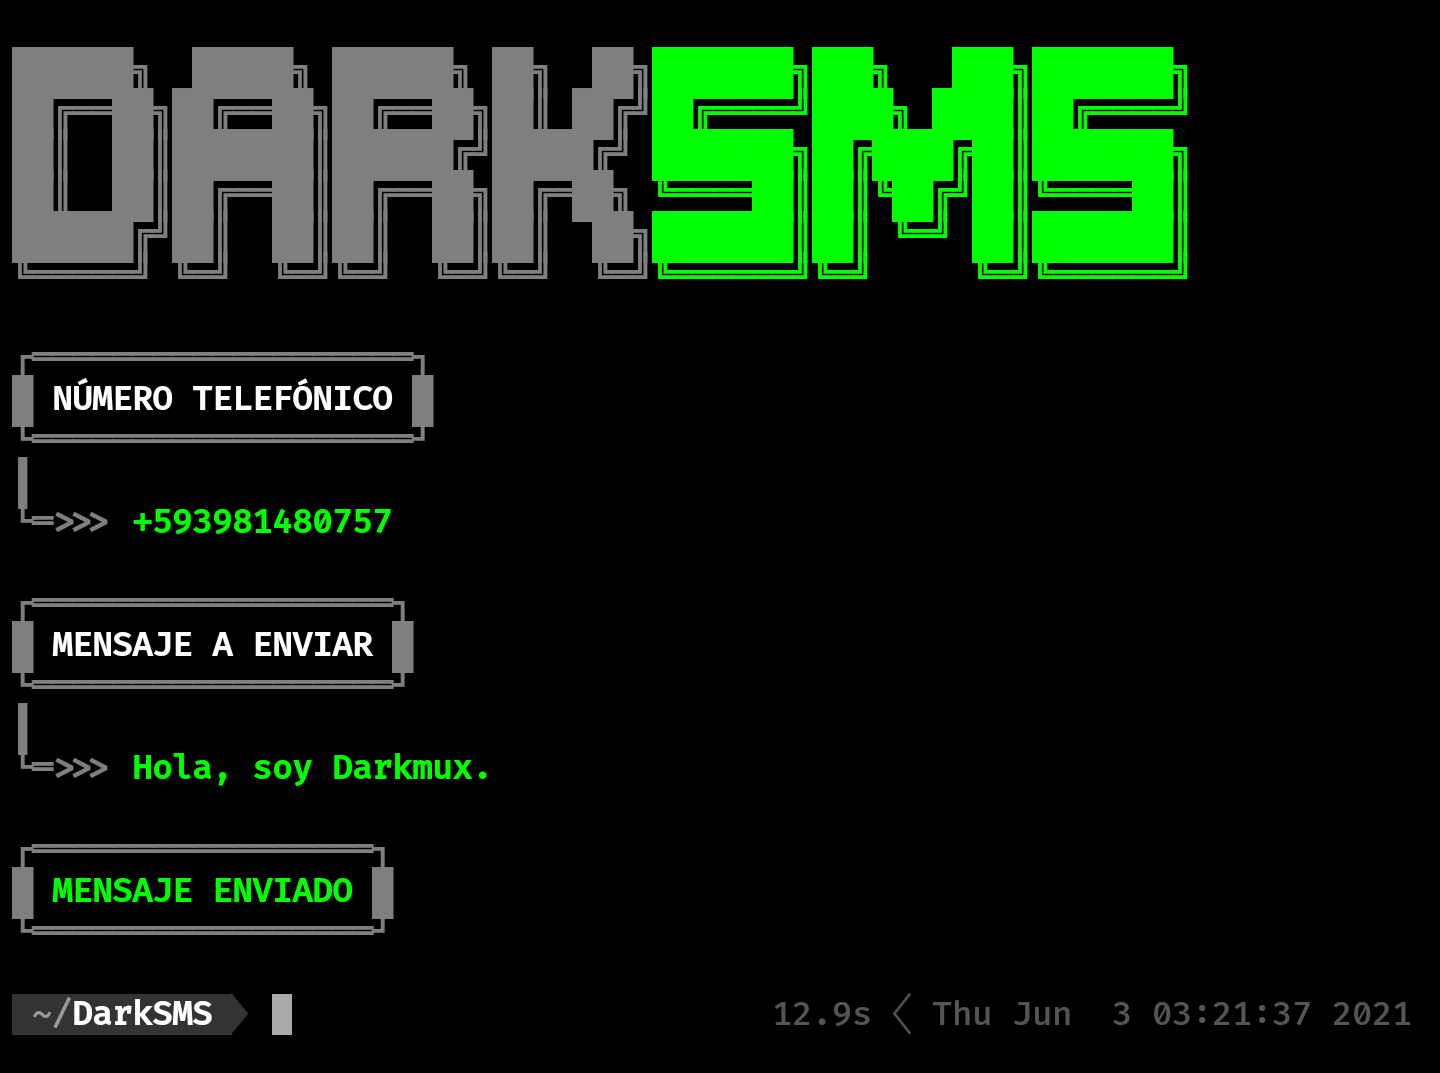 DARKSMS
NÚMERO TELEFÓNICO
=>>> +593981480757
MENSAJE A ENVIAR
=>>> Hola, soy Darkmux.
MENSAJE ENVIADO
~/DarkSMS 12.9s Thu Jun 3 03:21:37 2021